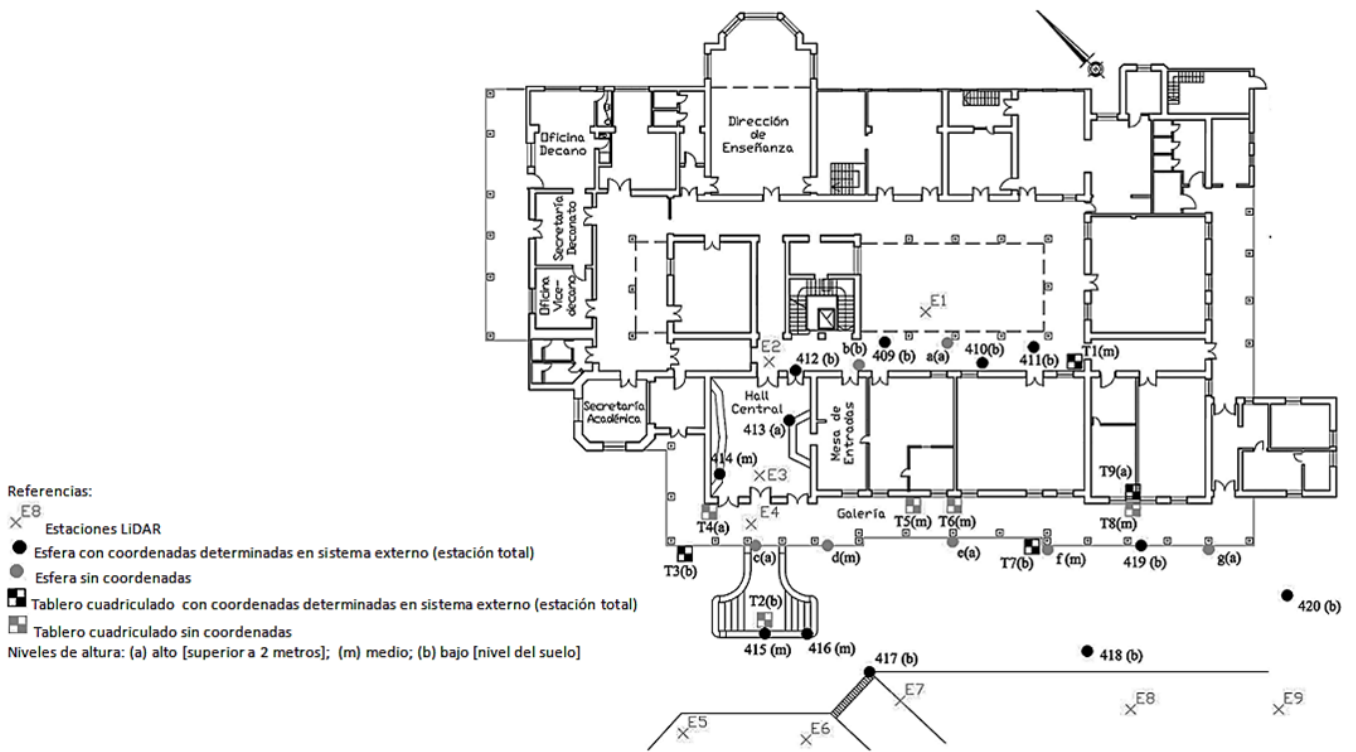 Dirección
de
Enseñanza
Oficina
Decano
Secretaría
Decanato
Oficina
Vice-
decano
E1
E2
412 (b)
b(b)
409 (b)
a(a)
410(b)
411(b)
T1(m)
Secretaría
Académica
Hall
Central
413 (a)
Mesa de
Entradas
414 (m)
E3
T9(a)
E4
T4(a)
Galería
T5(m)
T6(m)
T8(m)
T3(b)
c(a)
d(m)
e(a)
T7(b)
f(m)
419 (b)
g(a)
T2(b)
420 (b)
415 (m)
416 (m)
417 (b)
418 (b)
E7
E8
E9
E5
E6
Referencias:
E8
Estaciones LiDAR
Esfera con coordenadas determinadas en sistema externo (estación total)
Esfera sin coordenadas
Tablero cuadriculado con coordenadas determinadas en sistema externo (estación total)
Tablero cuadriculado sin coordenadas
Niveles de altura: (a) alto [superior a 2 metros]; (m) medio; (b) bajo [nivel del suelo]